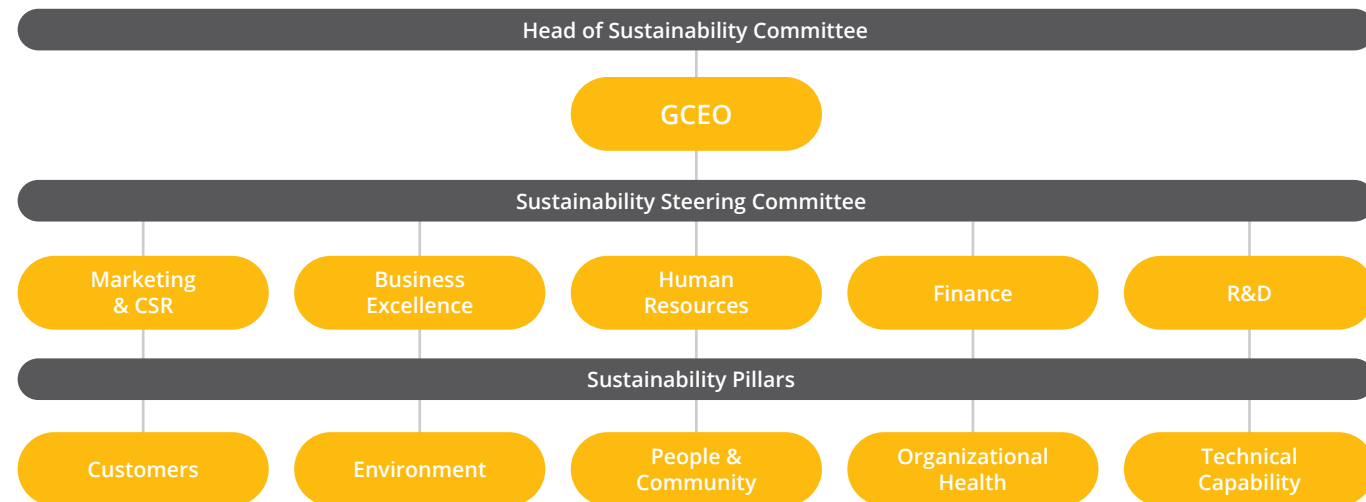 Head of Sustainability Committee
GCEO
Sustainability Steering Committee
Marketing
& CSR
Business
Excellence
Human
Resources
Finance
R&D
Sustainability Pillars
Customers
Environment
People &
Community
Organizational
Health
Technical
Capability